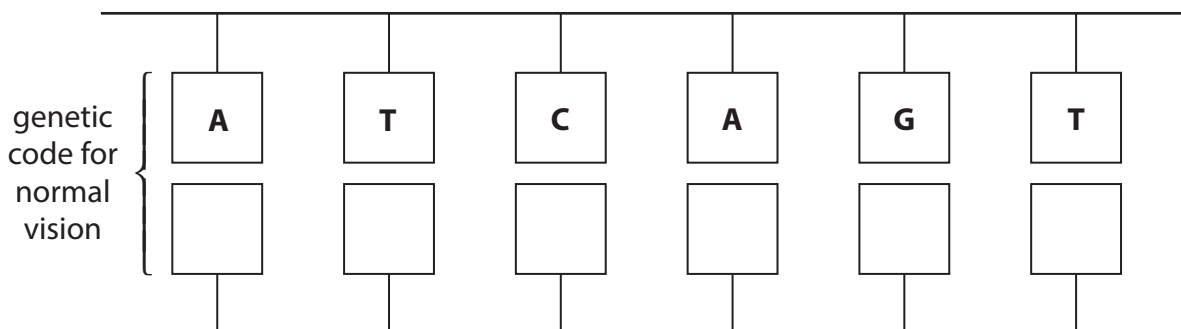 genetic
code for
normal
vision
A T C A G T